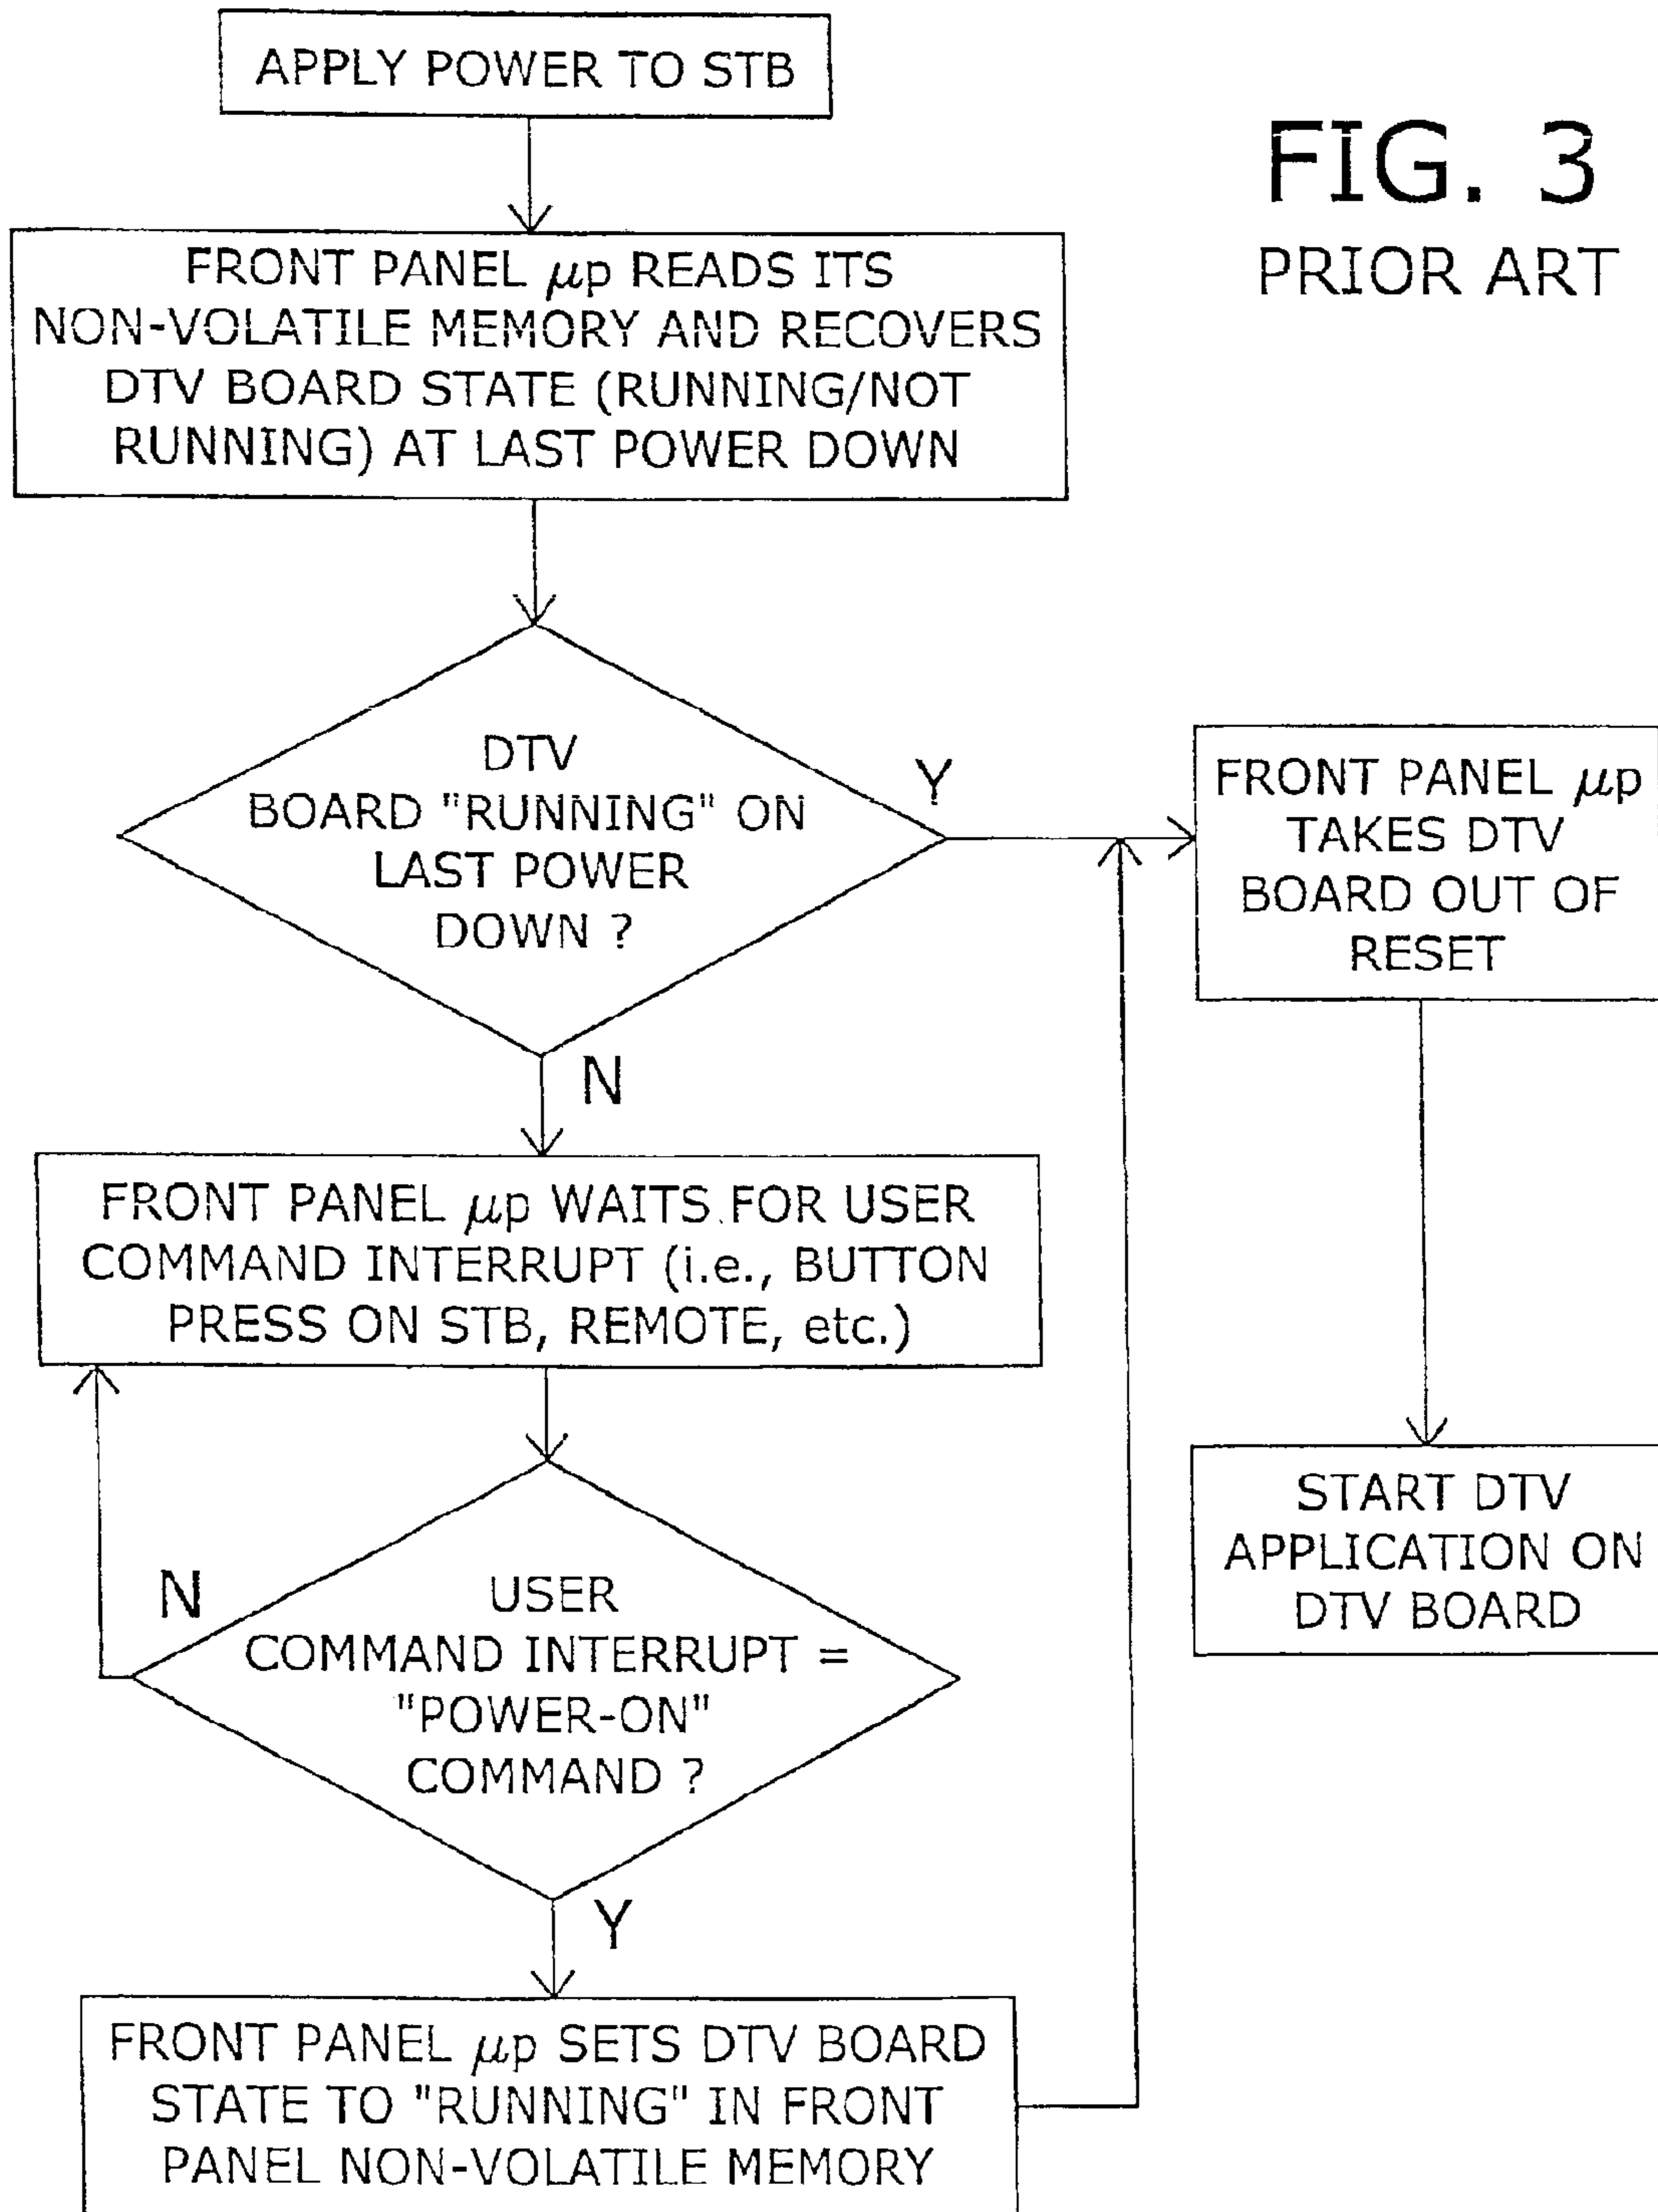 APPLY POWER TO STB
FIG. 3
PRIOR ART
FRONT PANEL μp READS ITS
NON-VOLATILE MEMORY AND RECOVERS
DTV BOARD STATE (RUNNING/NOT
RUNNING) AT LAST POWER DOWN
DTV
BOARD "RUNNING" ON
LAST POWER
DOWN ?
Y
FRONT PANEL μp
TAKES DTV
BOARD OUT OF
RESET
N
FRONT PANEL μp WAITS FOR USER
COMMAND INTERRUPT (i.e., BUTTON
PRESS ON STB, REMOTE, etc.)
START DTV
APPLICATION ON
DTV BOARD
N
USER
COMMAND INTERRUPT =
"POWER-ON"
COMMAND ?
Y
FRONT PANEL μp SETS DTV BOARD
STATE TO "RUNNING" IN FRONT
PANEL NON-VOLATILE MEMORY